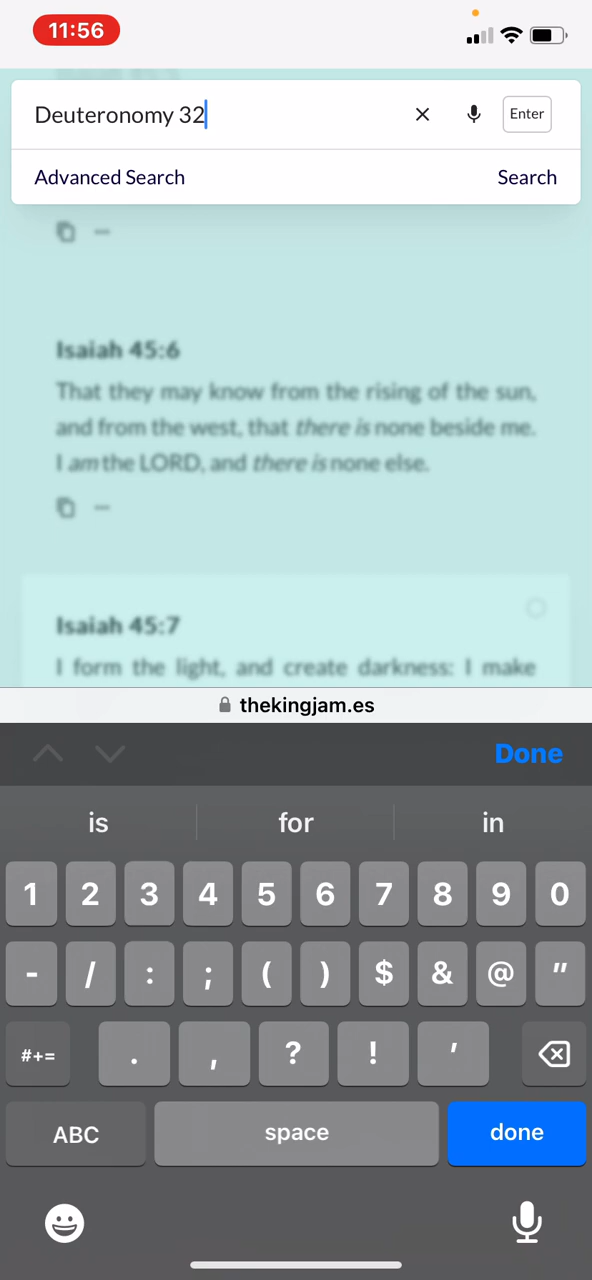 11:56
Deuteronomy 32
Enter
Advanced Search
Search
Isaiah 45:6
That they may know from the rising of the sun,
and from the west, that there is none beside me.
I am the LORD, and there is none else.
Isaiah 45:7
I form the light, and create darkness: I make
thekingjam.es
Done
is for in
1 2 3 4 5 6 7 8 9 0
- / : ; ( ) $ & @ "
#+= . , ? ! '
ABC space done